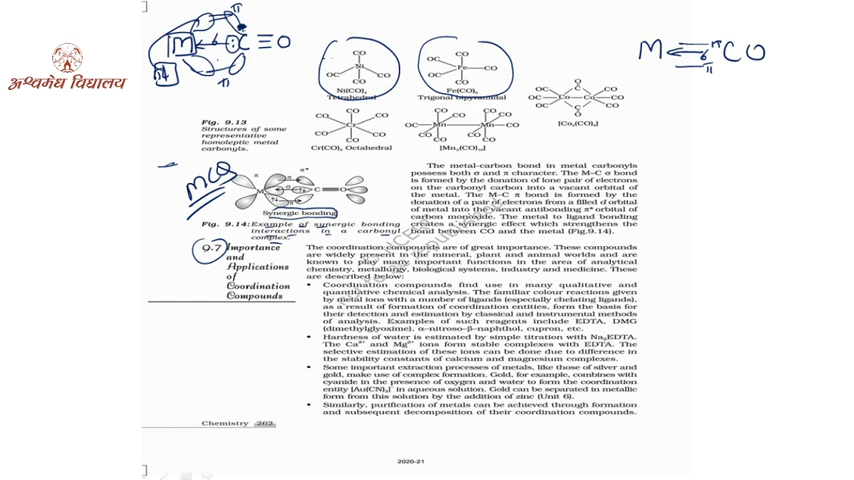 अश्वमेध विद्यालय
π
M
σ
:C≡O
π
M
σ
π
CO
π
CO
Ni
OC
CO
CO
Ni(CO)₄
Tetrahedral
CO
OC
Fe
CO
OC
CO
Fe(CO)₅
Trigonal bipyramidal
[Co₂(CO)₈]
Cr(CO)₆ Octahedral
[Mn₂(CO)₁₀]
Fig. 9.13
Structures of some
representative
homoleptic metal
carbonyls.
MCQ
π
π*
M
σ
C
O
Synergic bonding
Fig. 9.14: Example of synergic bonding
interactions in a carbonyl
complex.
The metal-carbon bond in metal carbonyls
possess both σ and π character. The M–C σ bond
is formed by the donation of lone pair of electrons
on the carbonyl carbon into a vacant orbital of
the metal. The M–C π bond is formed by the
donation of a pair of electrons from a filled d orbital
of metal into the vacant antibonding π* orbital of
carbon monoxide. The metal to ligand bonding
creates a synergic effect which strengthens the
bond between CO and the metal (Fig.9.14).
9.7 Importance
and
Applications
of
Coordination
Compounds
The coordination compounds are of great importance. These compounds
are widely present in the mineral, plant and animal worlds and are
known to play many important functions in the area of analytical
chemistry, metallurgy, biological systems, industry and medicine. These
are described below:
• Coordination compounds find use in many qualitative and
quantitative chemical analysis. The familiar colour reactions given
by metal ions with a number of ligands (especially chelating ligands),
as a result of formation of coordination entities, form the basis for
their detection and estimation by classical and instrumental methods
of analysis. Examples of such reagents include EDTA, DMG
(dimethylglyoxime), α–nitroso–β–naphthol, cupron, etc.
• Hardness of water is estimated by simple titration with Na₂EDTA.
The Ca²⁺ and Mg²⁺ ions form stable complexes with EDTA. The
selective estimation of these ions can be done due to difference in
the stability constants of calcium and magnesium complexes.
• Some important extraction processes of metals, like those of silver and
gold, make use of complex formation. Gold, for example, combines with
cyanide in the presence of oxygen and water to form the coordination
entity [Au(CN)₂]⁻ in aqueous solution. Gold can be separated in metallic
form from this solution by the addition of zinc (Unit 6).
• Similarly, purification of metals can be achieved through formation
and subsequent decomposition of their coordination compounds.
Chemistry 262
2020-21